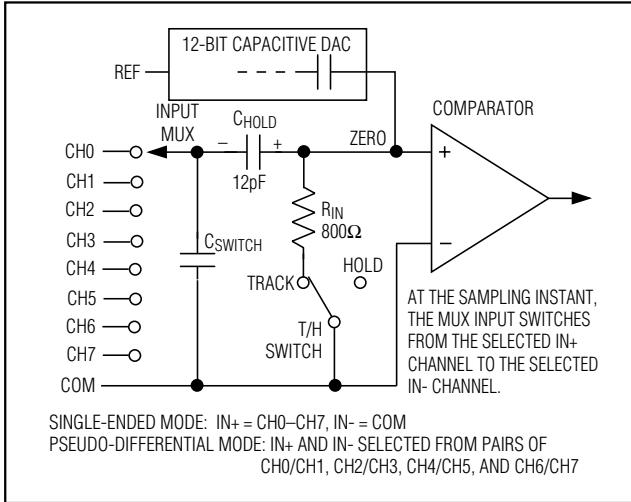 12-BIT CAPACITIVE DAC
REF
INPUT
MUX
CHOLD
– +
12pF
ZERO
COMPARATOR
+
–
CH0
CH1
CH2
CH3
CH4
CH5
CH6
CH7
COM
CSWITCH
RIN
800Ω
TRACK
HOLD
T/H
SWITCH
AT THE SAMPLING INSTANT,
THE MUX INPUT SWITCHES
FROM THE SELECTED IN+
CHANNEL TO THE SELECTED
IN- CHANNEL.
SINGLE-ENDED MODE: IN+ = CH0–CH7, IN- = COM
PSEUDO-DIFFERENTIAL MODE: IN+ AND IN- SELECTED FROM PAIRS OF
CH0/CH1, CH2/CH3, CH4/CH5, AND CH6/CH7